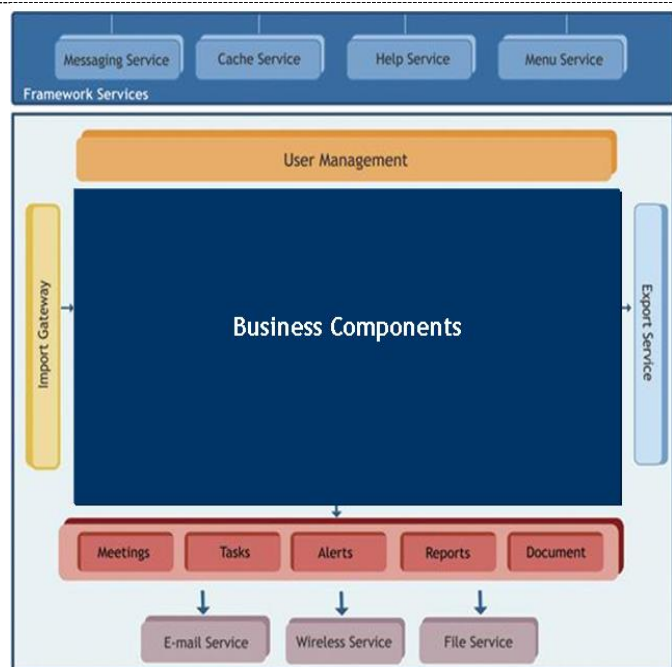 Messaging Service
Cache Service
Help Service
Menu Service
Framework Services
User Management
Import Gateway
Business Components
Export Service
Meetings
Tasks
Alerts
Reports
Document
E-mail Service
Wireless Service
File Service